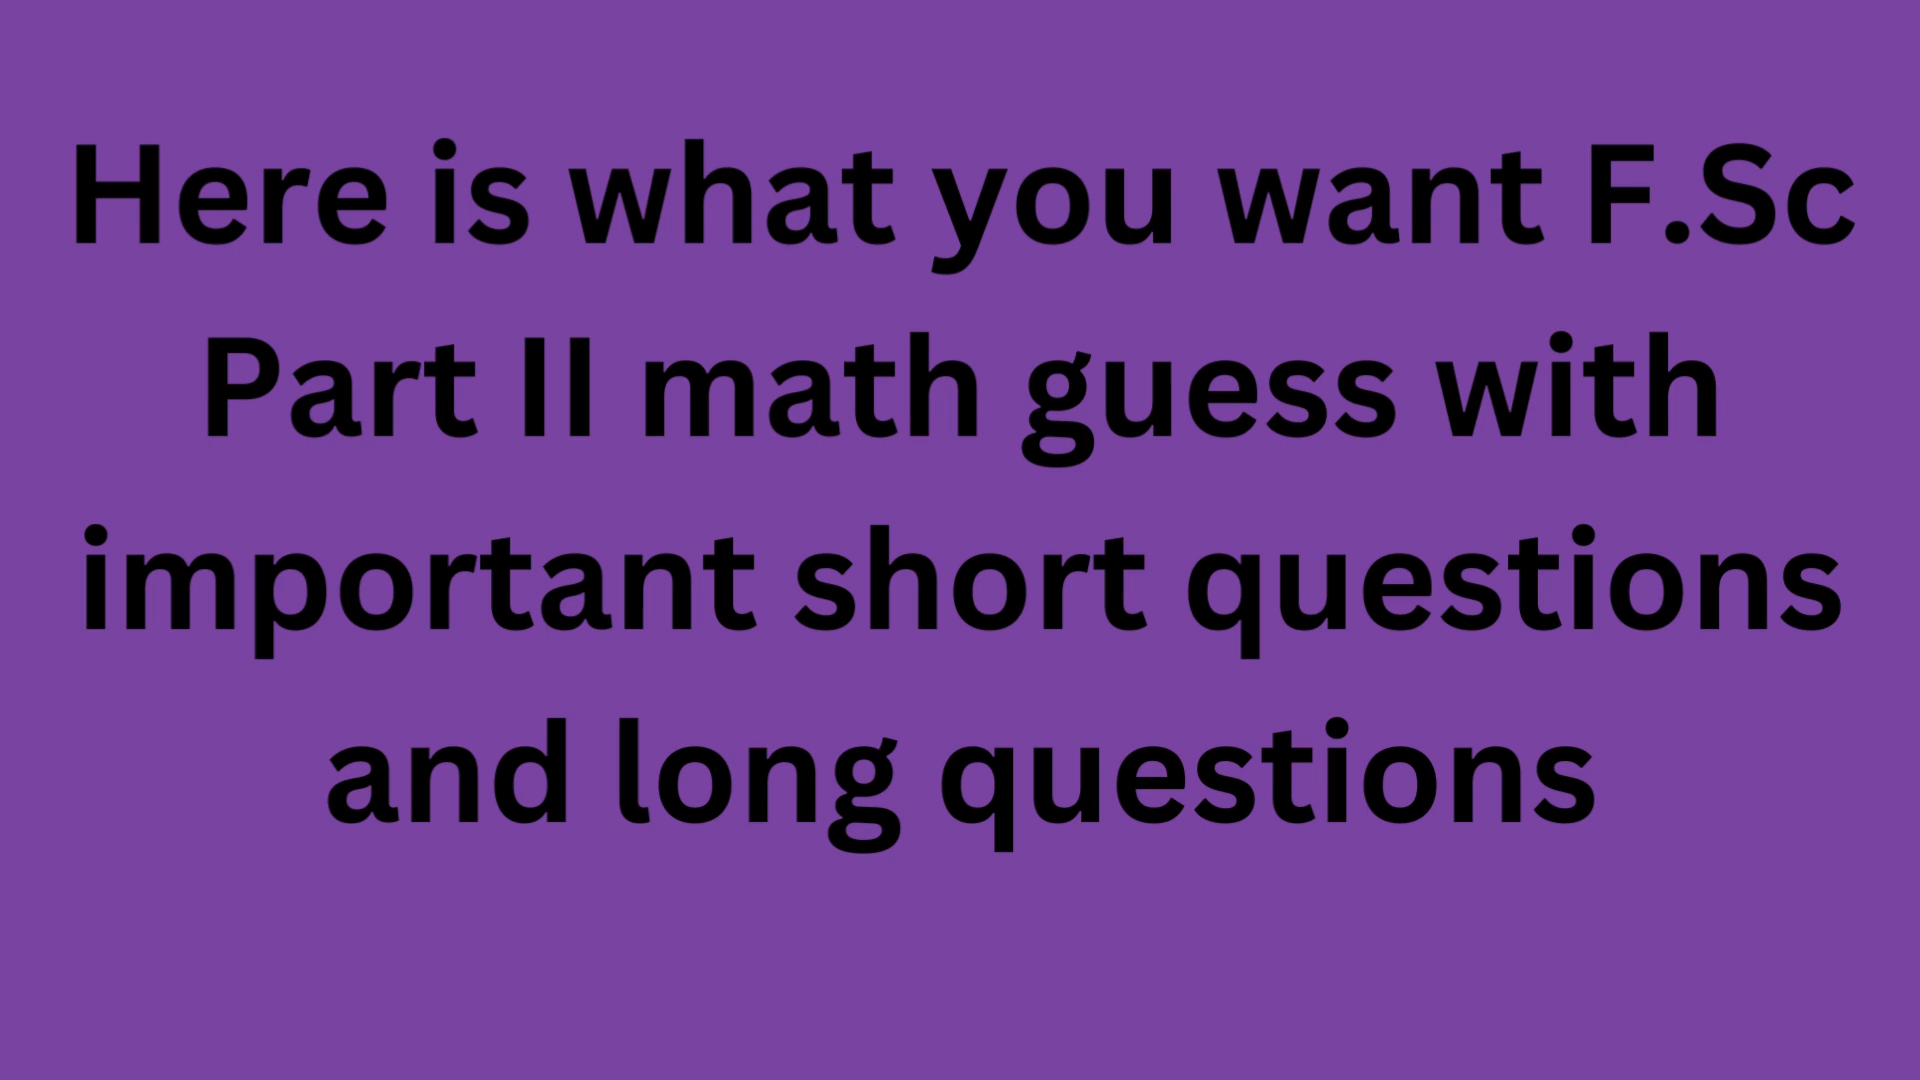 Here is what you want F.Sc
Part II math guess with
important short questions
and long questions